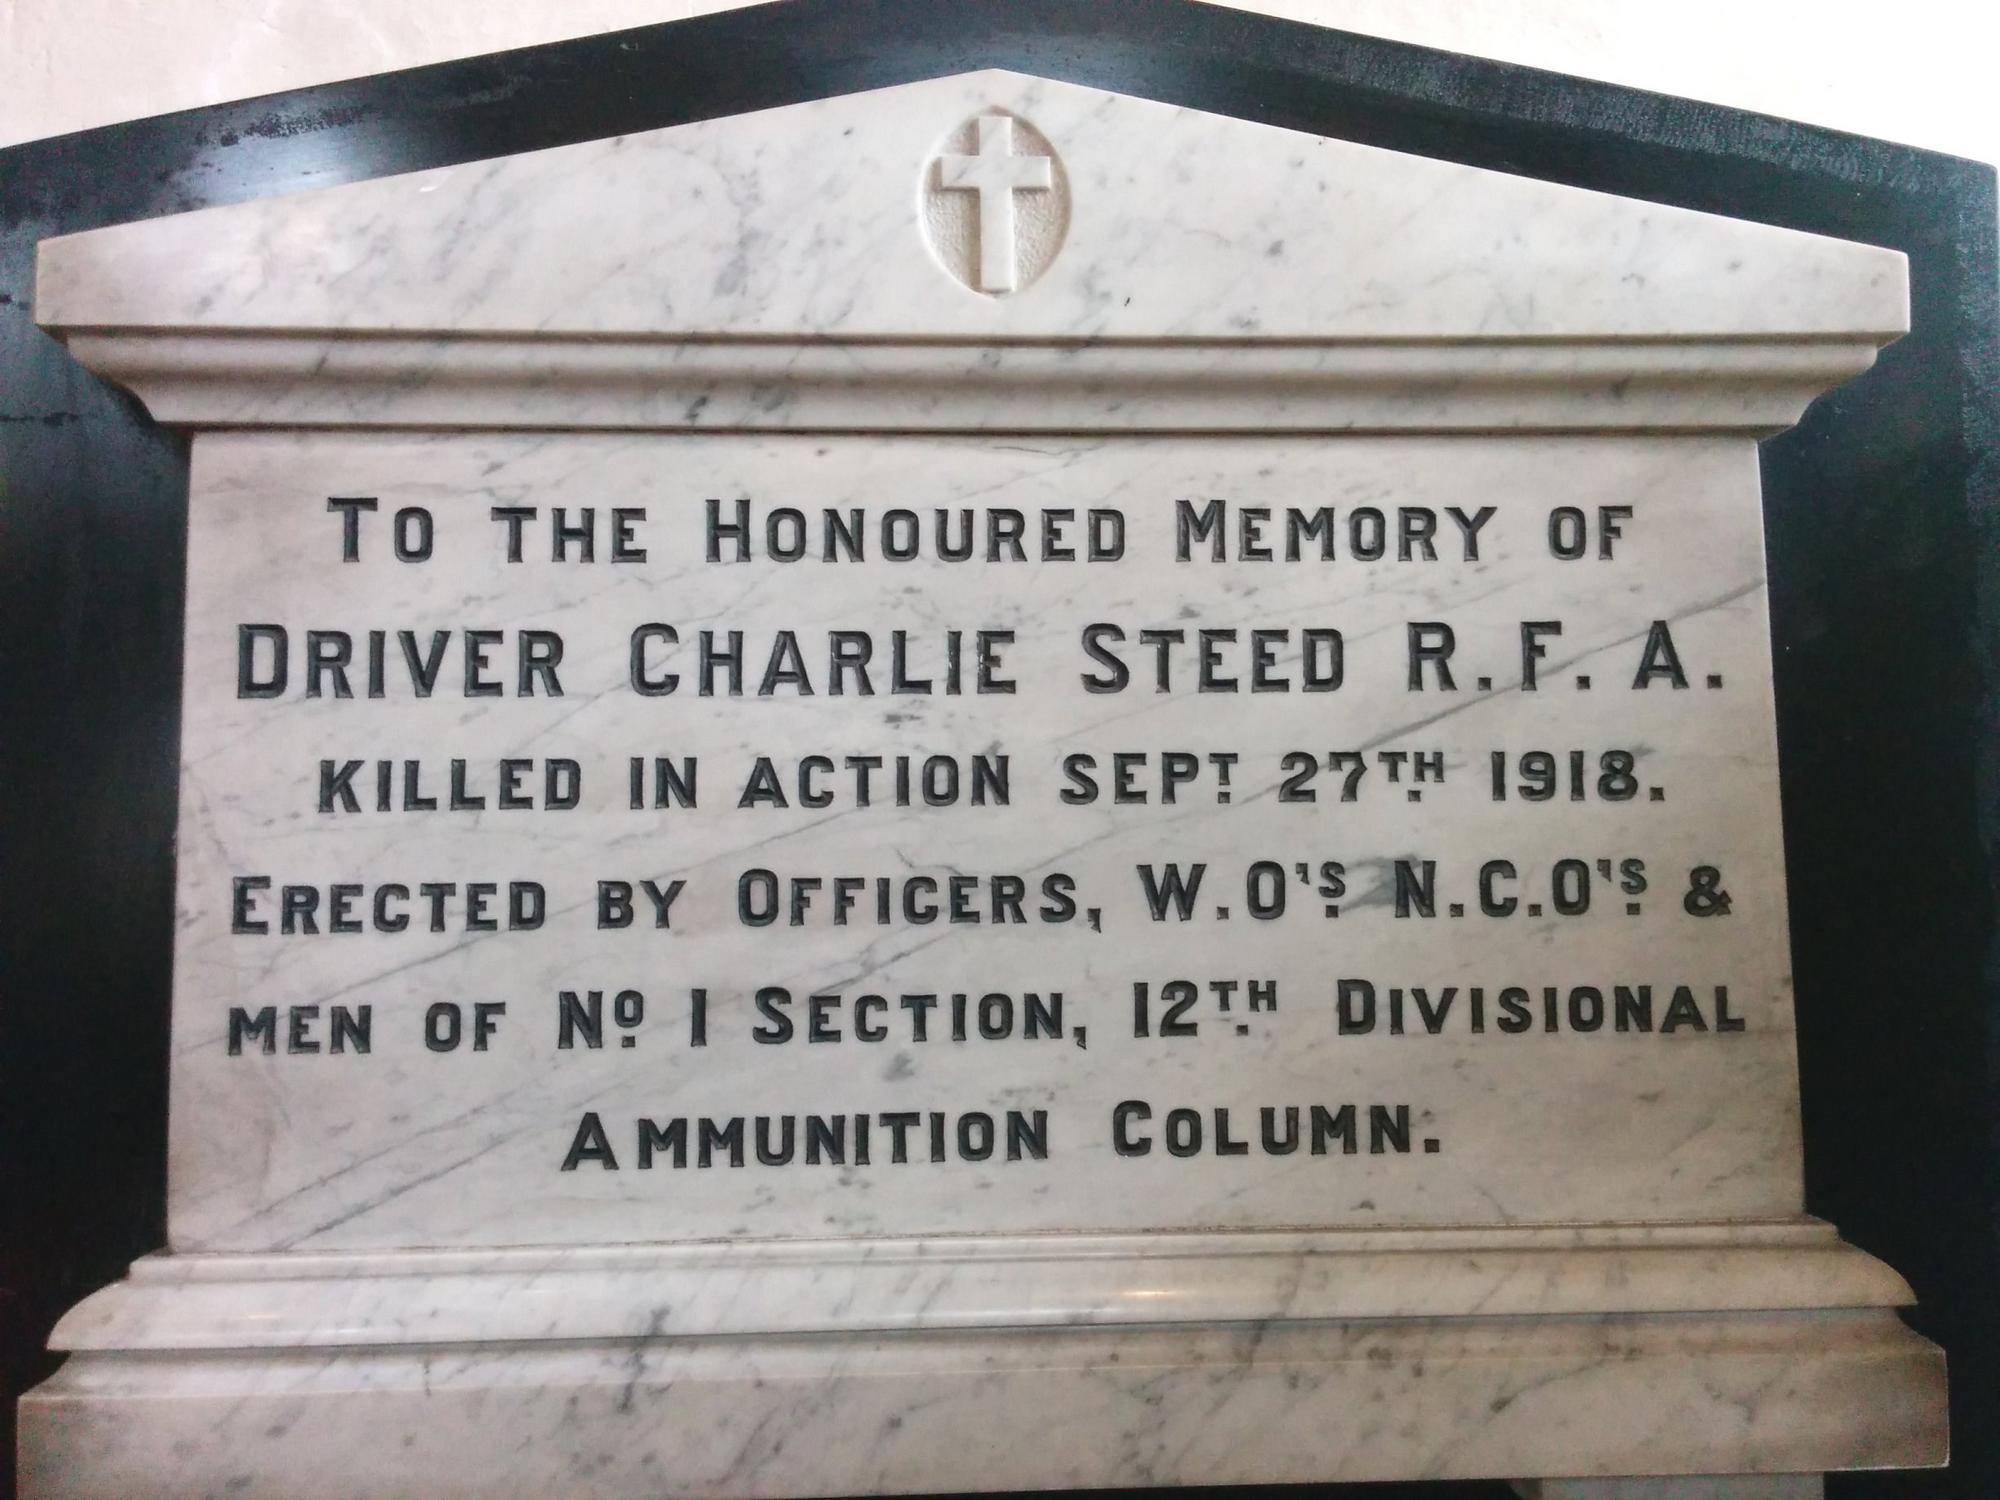 TO THE HONOURED MEMORY OF
DRIVER CHARLIE STEED R.F.A.
KILLED IN ACTION SEPT 27TH 1918.
ERECTED BY OFFICERS, W.O'S N.C.O'S &
MEN OF NO 1 SECTION, 12TH DIVISIONAL
AMMUNITION COLUMN.